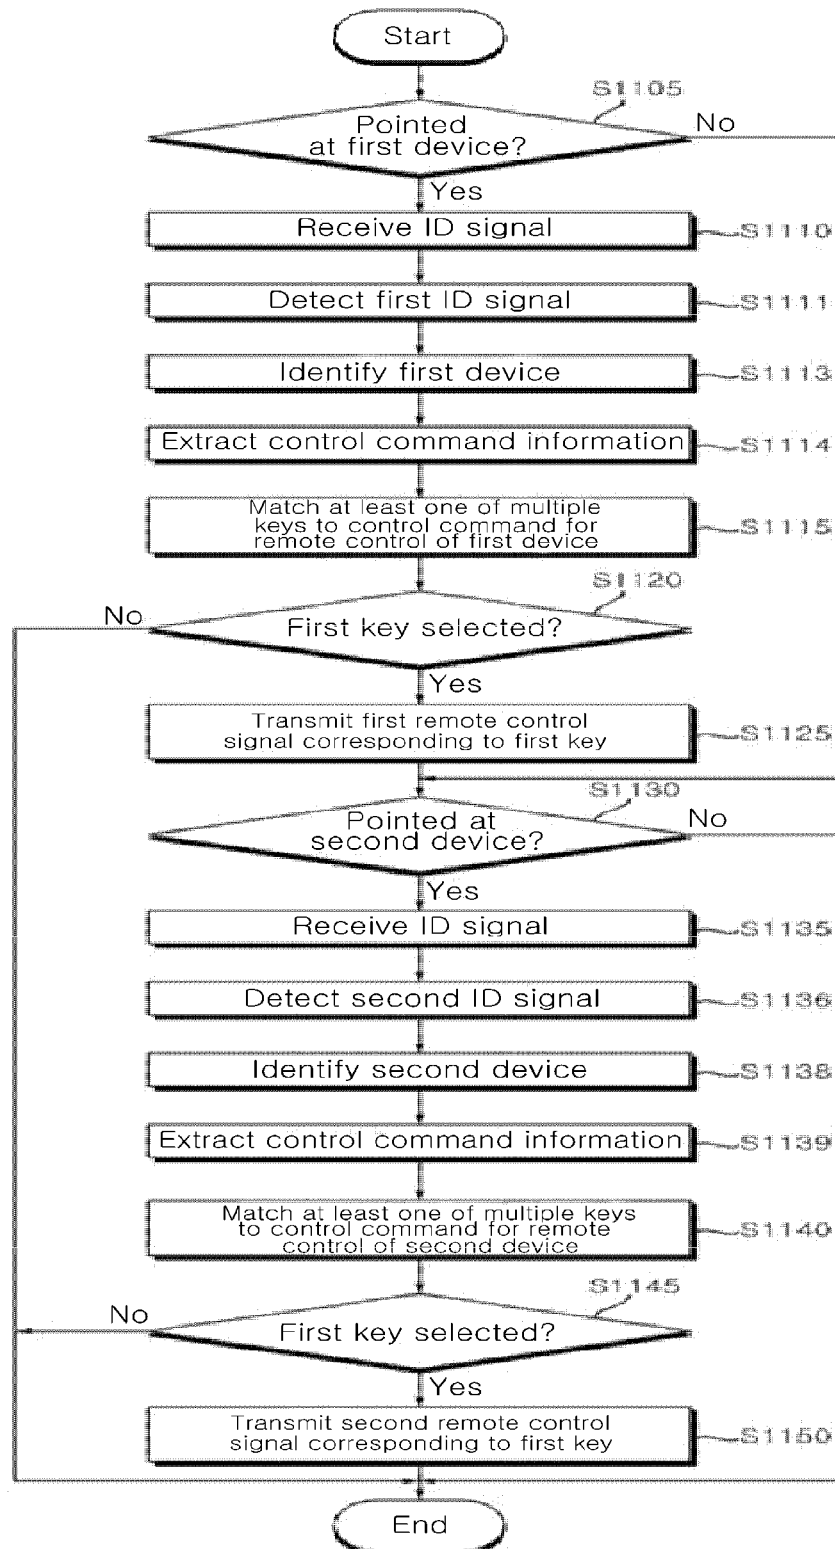 Start
S1105
Pointed
at first device?
No
Yes
Receive ID signal
S1110
Detect first ID signal
S1111
Identify first device
S1113
Extract control command information
S1114
Match at least one of multiple
keys to control command for
remote control of first device
S1115
S1120
No
First key selected?
Yes
Transmit first remote control
signal corresponding to first key
S1125
S1130
Pointed at
second device?
No
Yes
Receive ID signal
S1135
Detect second ID signal
S1136
Identify second device
S1138
Extract control command information
S1139
Match at least one of multiple keys
to control command for remote
control of second device
S1140
S1145
No
First key selected?
Yes
Transmit second remote control
signal corresponding to first key
S1150
End